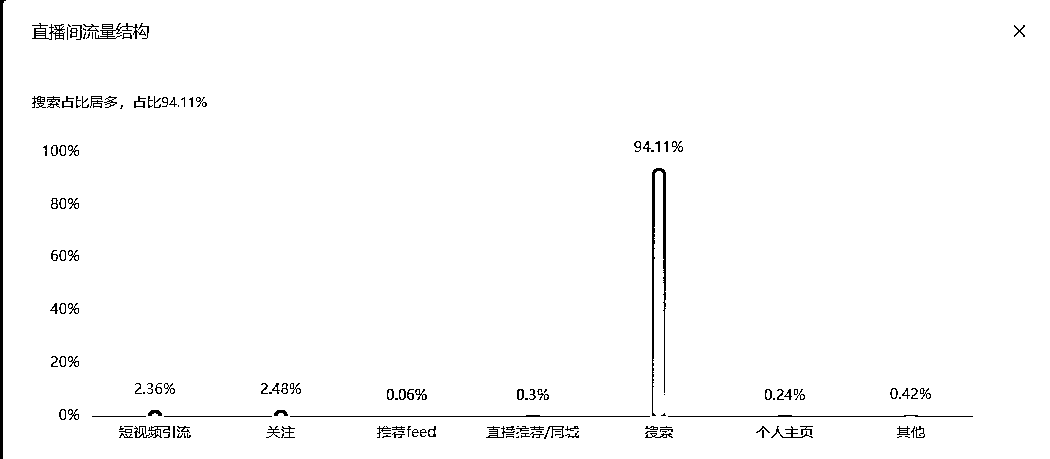 直播间流量结构
搜索占比居多，占比94.11%
100%
80%
60%
40%
20%
0%
2.36%
2.48%
0.06%
0.3%
94.11%
0.24%
0.42%
短视频引流
关注
推荐feed
直播推荐/同城
搜索
个人主页
其他